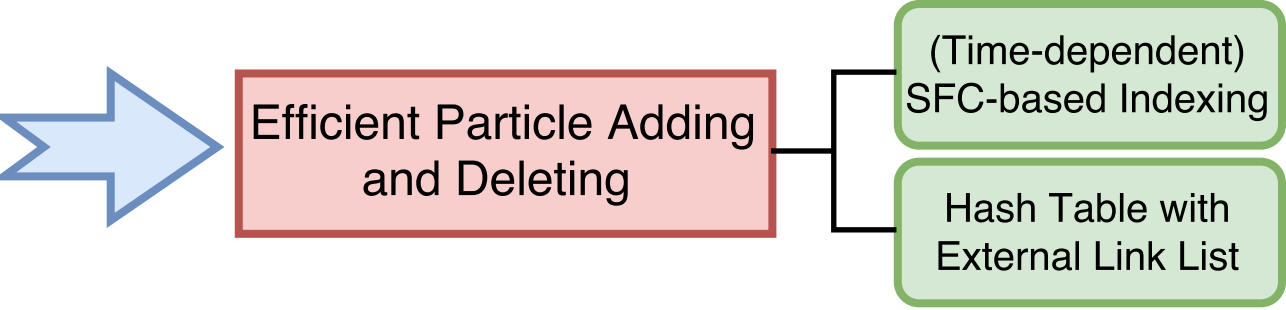 Efficient Particle Adding
and Deleting
(Time-dependent)
SFC-based Indexing
Hash Table with
External Link List